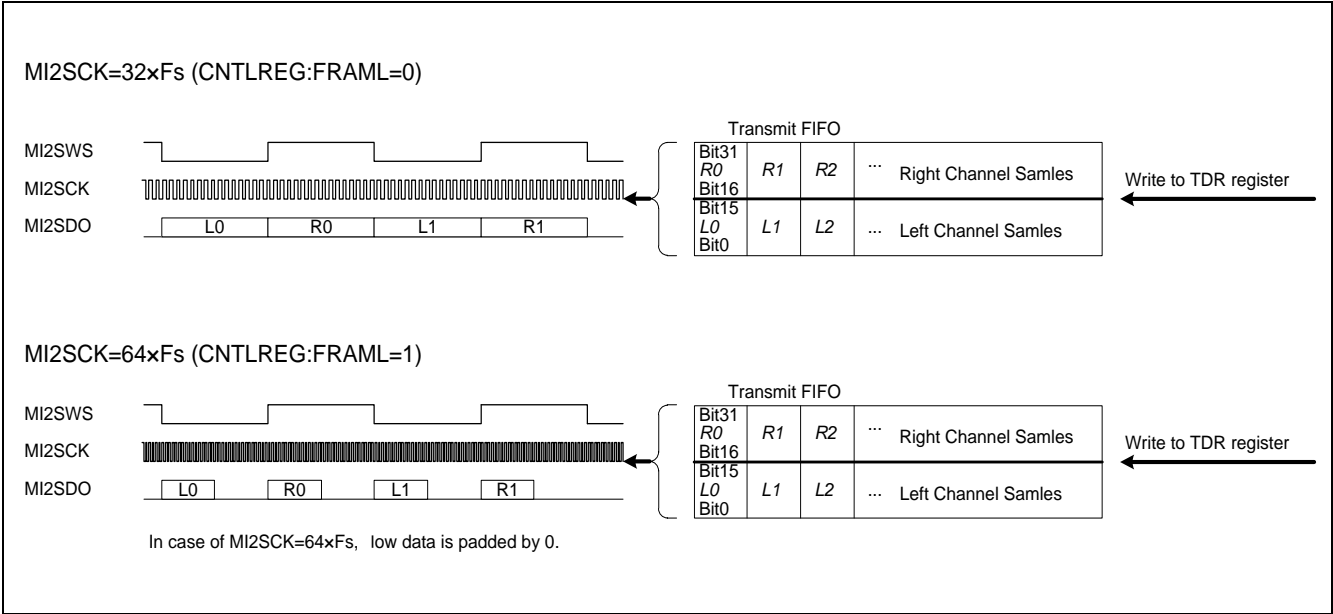 MI2SCK=32×Fs (CNTLREG:FRAML=0)
Transmit FIFO
MI2SWS
MI2SCK
MI2SDO
L0 R0 L1 R1
Bit31
R0
Bit16
R1 R2 ... Right Channel Samles
Bit15
L0
Bit0
L1 L2 ... Left Channel Samles
Write to TDR register
MI2SCK=64×Fs (CNTLREG:FRAML=1)
Transmit FIFO
MI2SWS
MI2SCK
MI2SDO
L0 R0 L1 R1
Bit31
R0
Bit16
R1 R2 ... Right Channel Samles
Bit15
L0
Bit0
L1 L2 ... Left Channel Samles
Write to TDR register
In case of MI2SCK=64×Fs, low data is padded by 0.